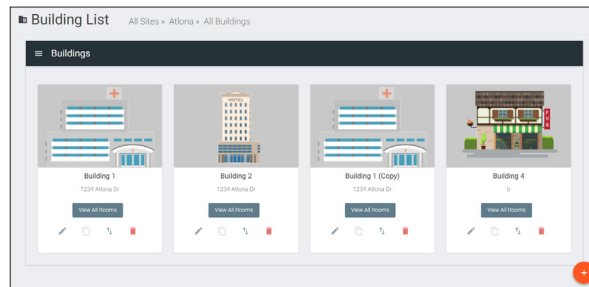 Building List All Sites » Atlona » All Buildings
Buildings
HOTEL
PUB
Building 1 Building 2 Building 1 (Copy) Building 4
1234 Atlona Dr 1234 Atlona Dr 1234 Atlona Dr
View All Rooms View All Rooms View All Rooms View All Rooms